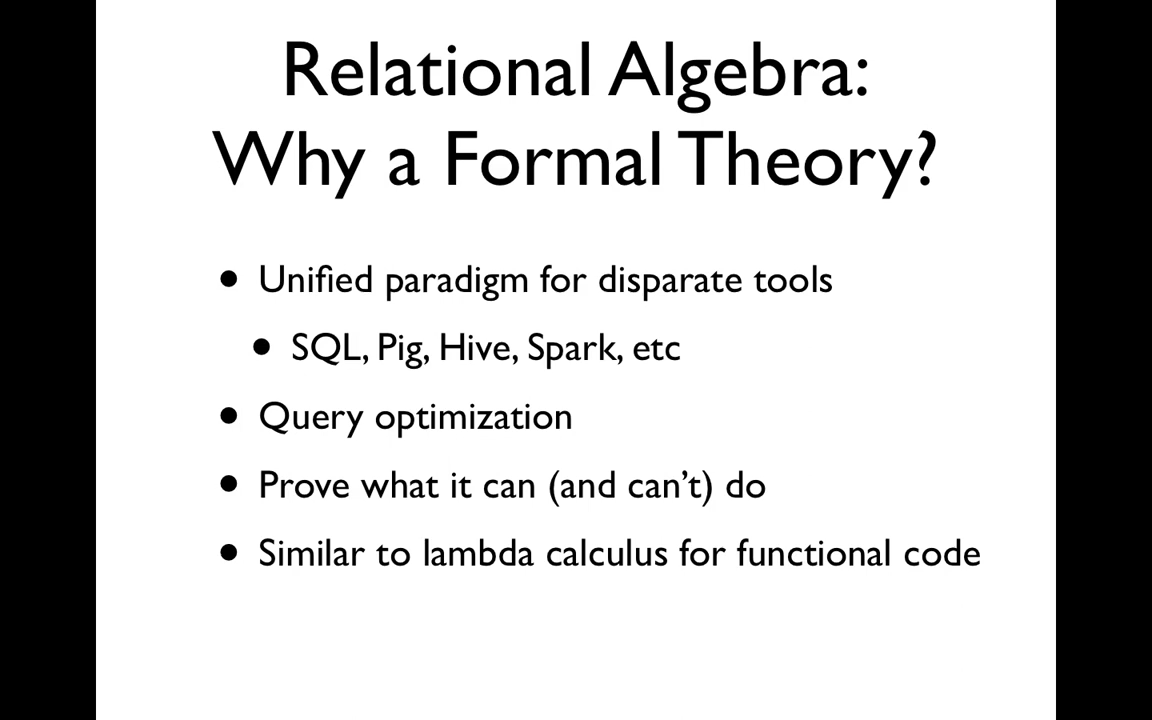 Relational Algebra:
Why a Formal Theory?
• Unified paradigm for disparate tools
• SQL, Pig, Hive, Spark, etc
• Query optimization
• Prove what it can (and can’t) do
• Similar to lambda calculus for functional code